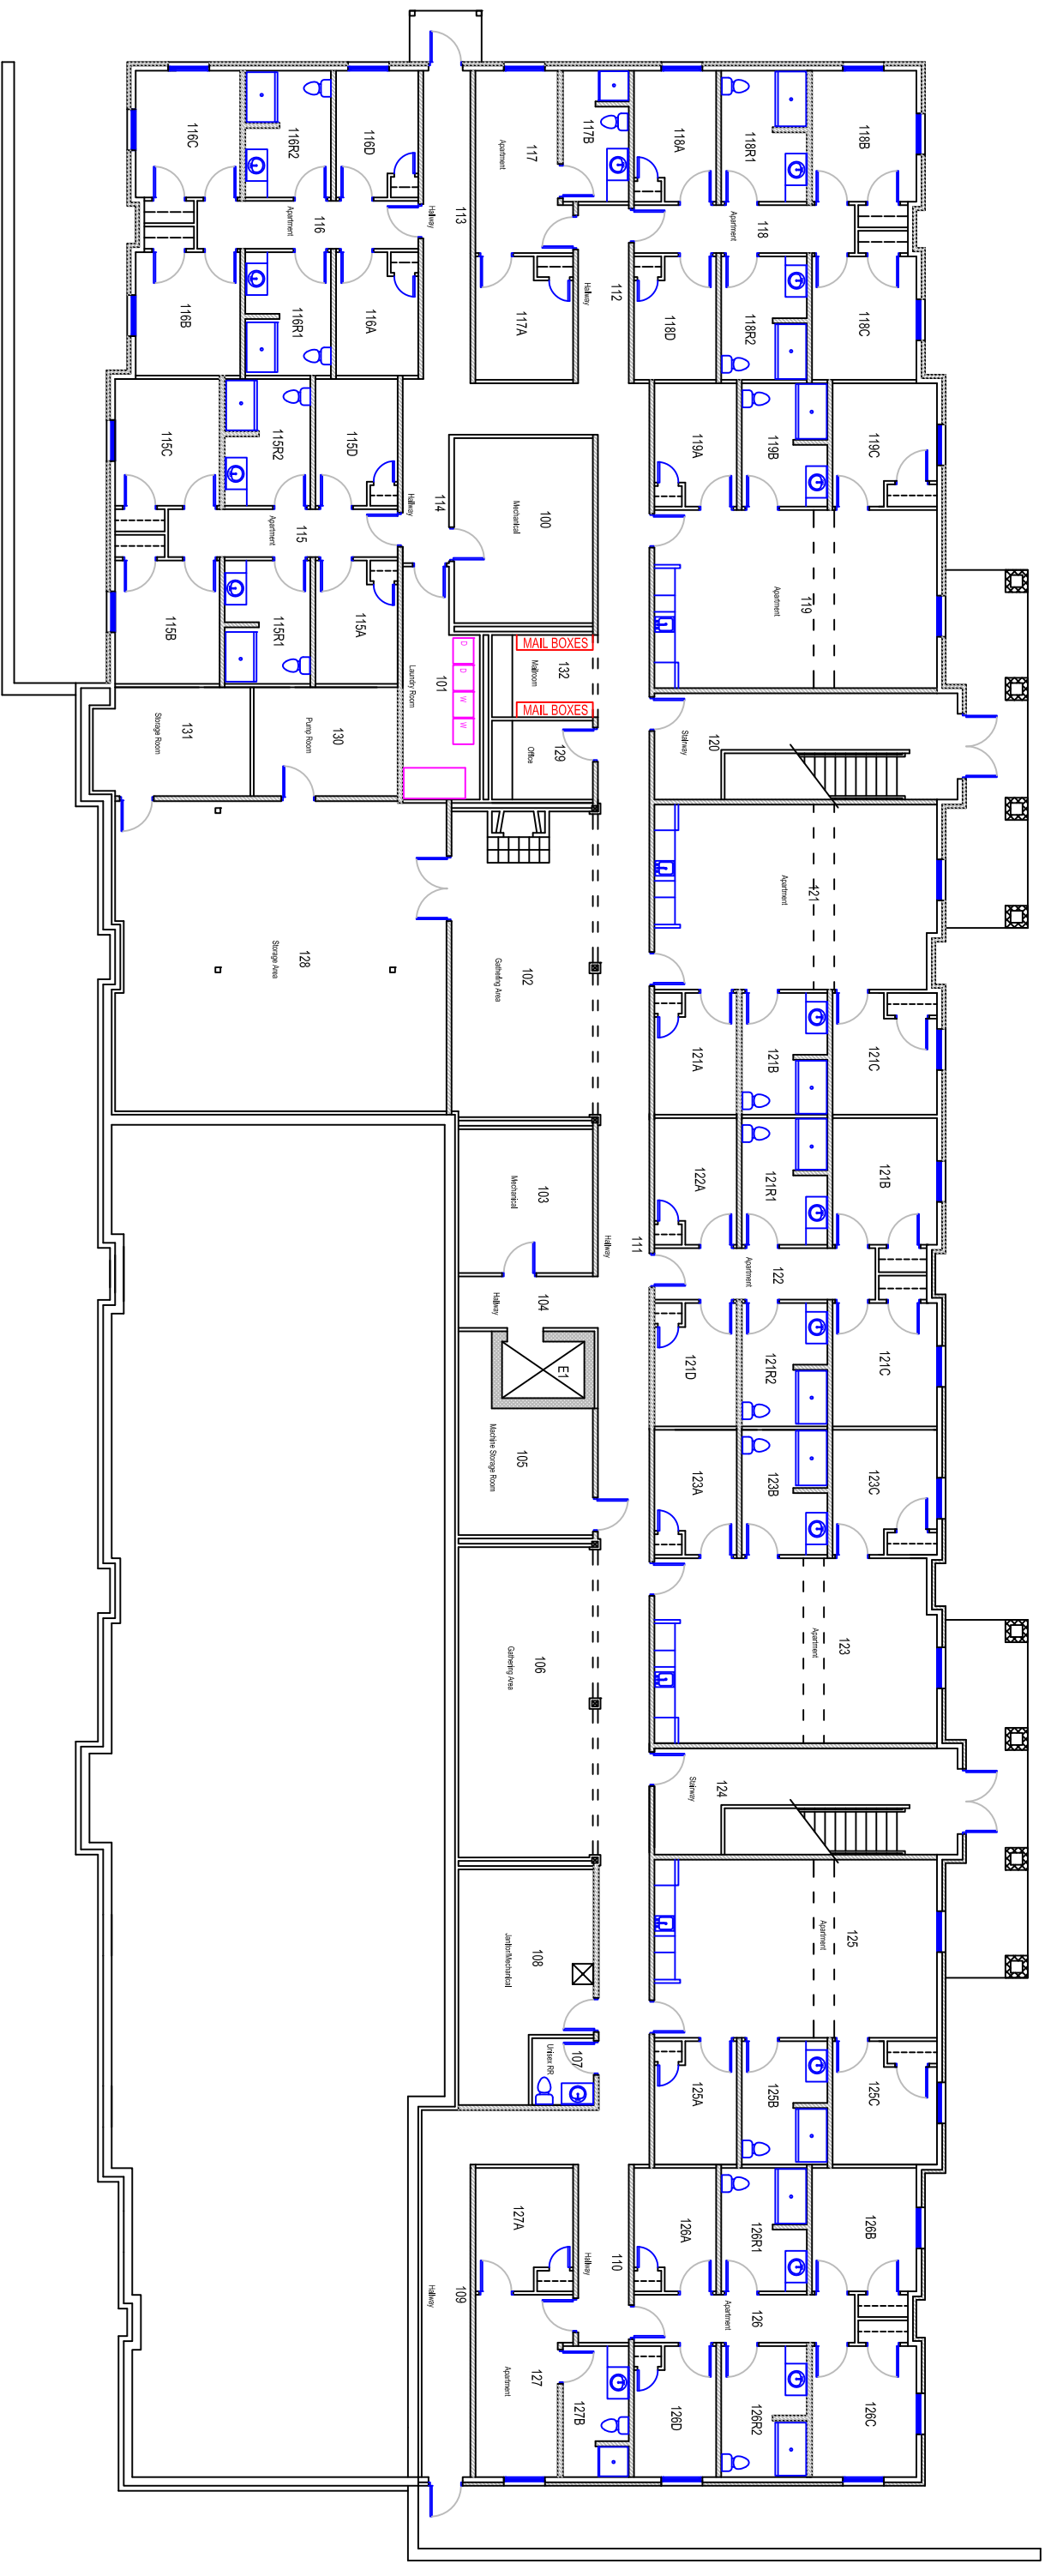 116C
116R2
116D
116
Apartment
116B
116R1
116A
113
Hallway
117
Apartment
117B
117A
112
Hallway
118A
118R1
118B
118
Apartment
118D
118R2
118C
115C
115R2
115D
115
Apartment
115B
115R1
115A
114
Hallway
100
Mechanical
119A
119B
119C
119
Apartment
101
Laundry Room
D
D
W
W
MAIL BOXES
132
Mailroom
MAIL BOXES
129
Office
120
Stairway
131
Storage Room
130
Pump Room
128
Storage Area
102
Gathering Area
121
Apartment
121A
121B
121C
103
Mechanical
111
Hallway
122A
121R1
121B
122
Apartment
104
Hallway
E1
121D
121R2
121C
105
Machine Storage Room
123A
123B
123C
106
Gathering Area
123
Apartment
124
Stairway
108
Janitor/Mechanical
125
Apartment
107
Unisex RR
125A
125B
125C
127A
110
Hallway
126A
126R1
126B
109
Hallway
127
Apartment
127B
126
Apartment
126D
126R2
126C